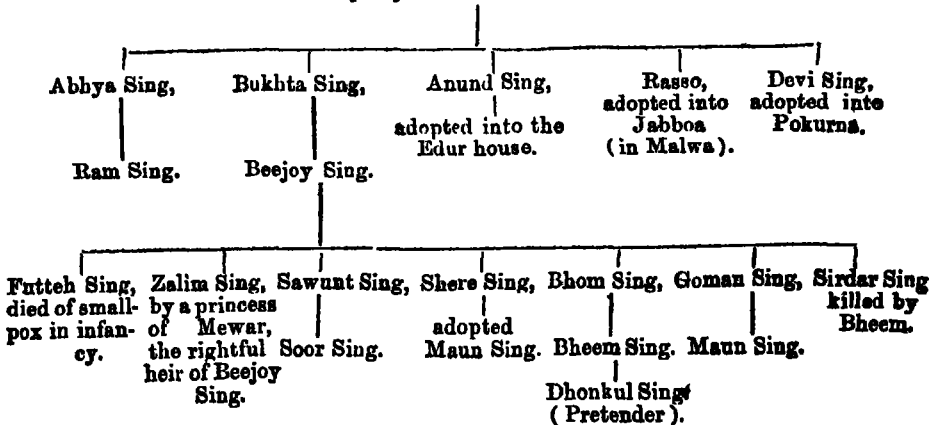 Abhya Sing, Bukhta Sing, Anund Sing, Rasso, Devi Sing,
adopted into the Edur house.
adopted into Jabboa (in Malwa).
adopted into Pokurna.
Ram Sing. Beejoy Sing.
Futteh Sing, Zalim Sing, Sawunt Sing, Shere Sing, Bhom Sing, Goman Sing, Sirdar Sing
died of small-
pox in infan-
cy.
by a princess
of Mewar,
the rightful
heir of Beejoy
Sing.
Soor Sing.
adopted
Maun Sing.
Bheem Sing.
Dhonkul Sing
(Pretender).
Maun Sing.
killed by
Bheem.